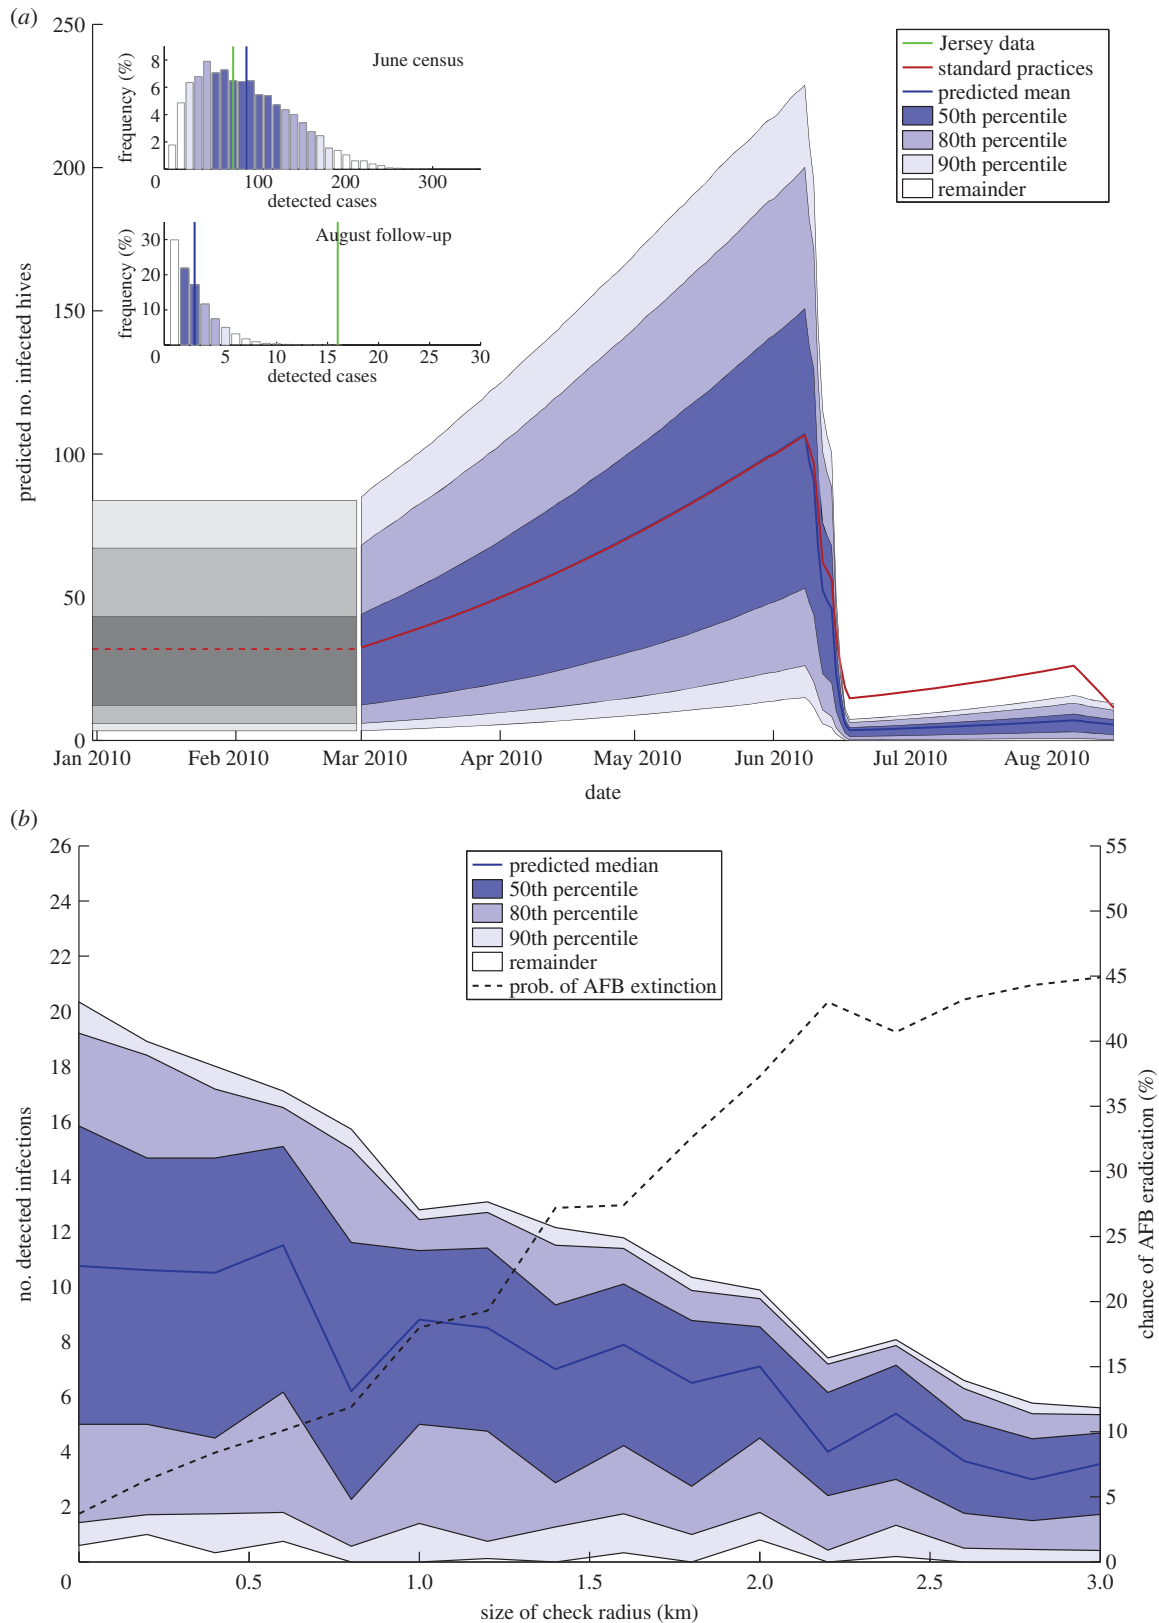 (a)
250
200
150
100
50
0
predicted no. infected hives
Jan 2010 Feb 2010 Mar 2010 Apr 2010 May 2010 Jun 2010 Jul 2010 Aug 2010
date
June census
frequency (%)
8
6
4
2
0 100 200 300
detected cases
August follow-up
frequency (%)
30
20
10
0 5 10 15 20 25 30
detected cases
Jersey data
standard practices
predicted mean
50th percentile
80th percentile
90th percentile
remainder
(b)
26
24
22
20
18
16
14
12
10
8
6
4
2
no. detected infections
predicted median
50th percentile
80th percentile
90th percentile
remainder
prob. of AFB extinction
55
50
45
40
35
30
25
20
15
10
5
0
chance of AFB eradication (%)
0 0.5 1.0 1.5 2.0 2.5 3.0
size of check radius (km)